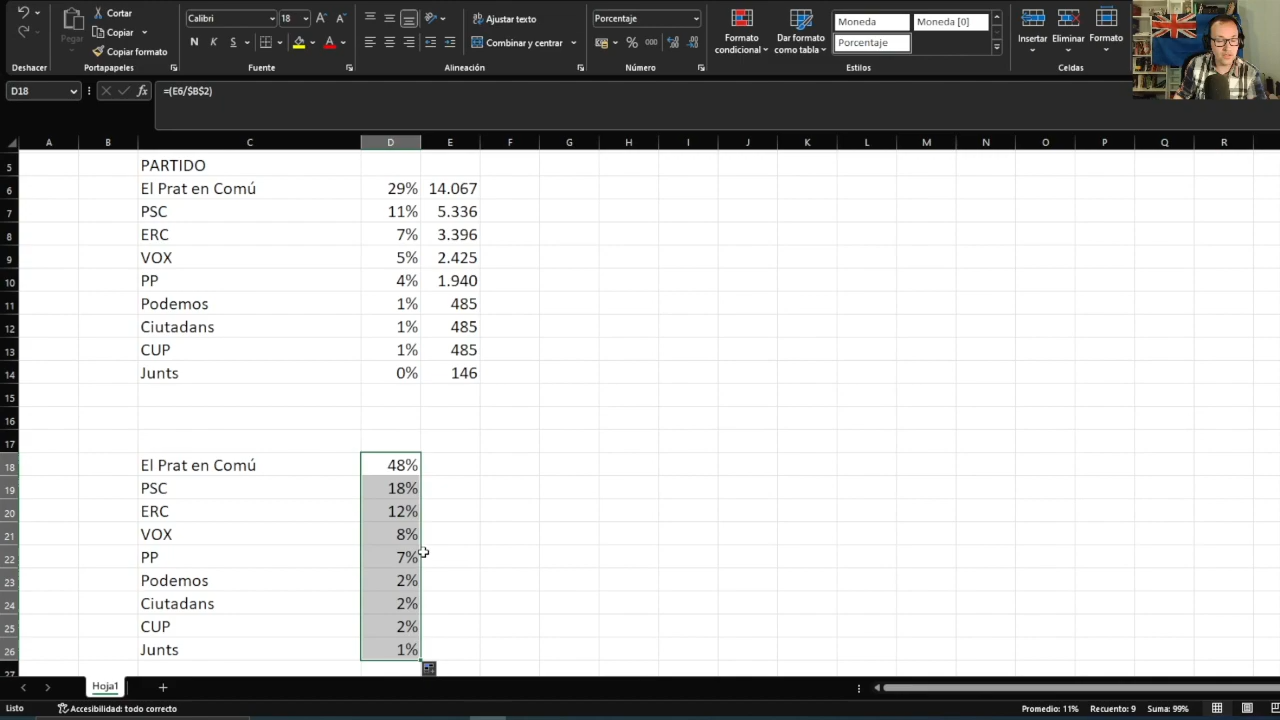 Cortar
Copiar
Pegar
Copiar formato
Deshacer
Portapapeles
Calibri
18
N
K
S
Fuente
Ajustar texto
Combinar y centrar
Alineación
Porcentaje
%
000
Número
Formato
condicional
Dar formato
como tabla
Moneda
Moneda [0]
Porcentaje
Estilos
Insertar
Eliminar
Formato
Celdas
D18
fx
=(E6/$B$2)
A B C D E F G H I J K L M N O P Q R
5 PARTIDO
6 El Prat en Comú 29% 14.067
7 PSC 11% 5.336
8 ERC 7% 3.396
9 VOX 5% 2.425
10 PP 4% 1.940
11 Podemos 1% 485
12 Ciutadans 1% 485
13 CUP 1% 485
14 Junts 0% 146
15
16
17
18 El Prat en Comú 48%
19 PSC 18%
20 ERC 12%
21 VOX 8%
22 PP 7%
23 Podemos 2%
24 Ciutadans 2%
25 CUP 2%
26 Junts 1%
27
Hoja1
Listo
Accesibilidad: todo correcto
Promedio: 11% Recuento: 9 Suma: 99%